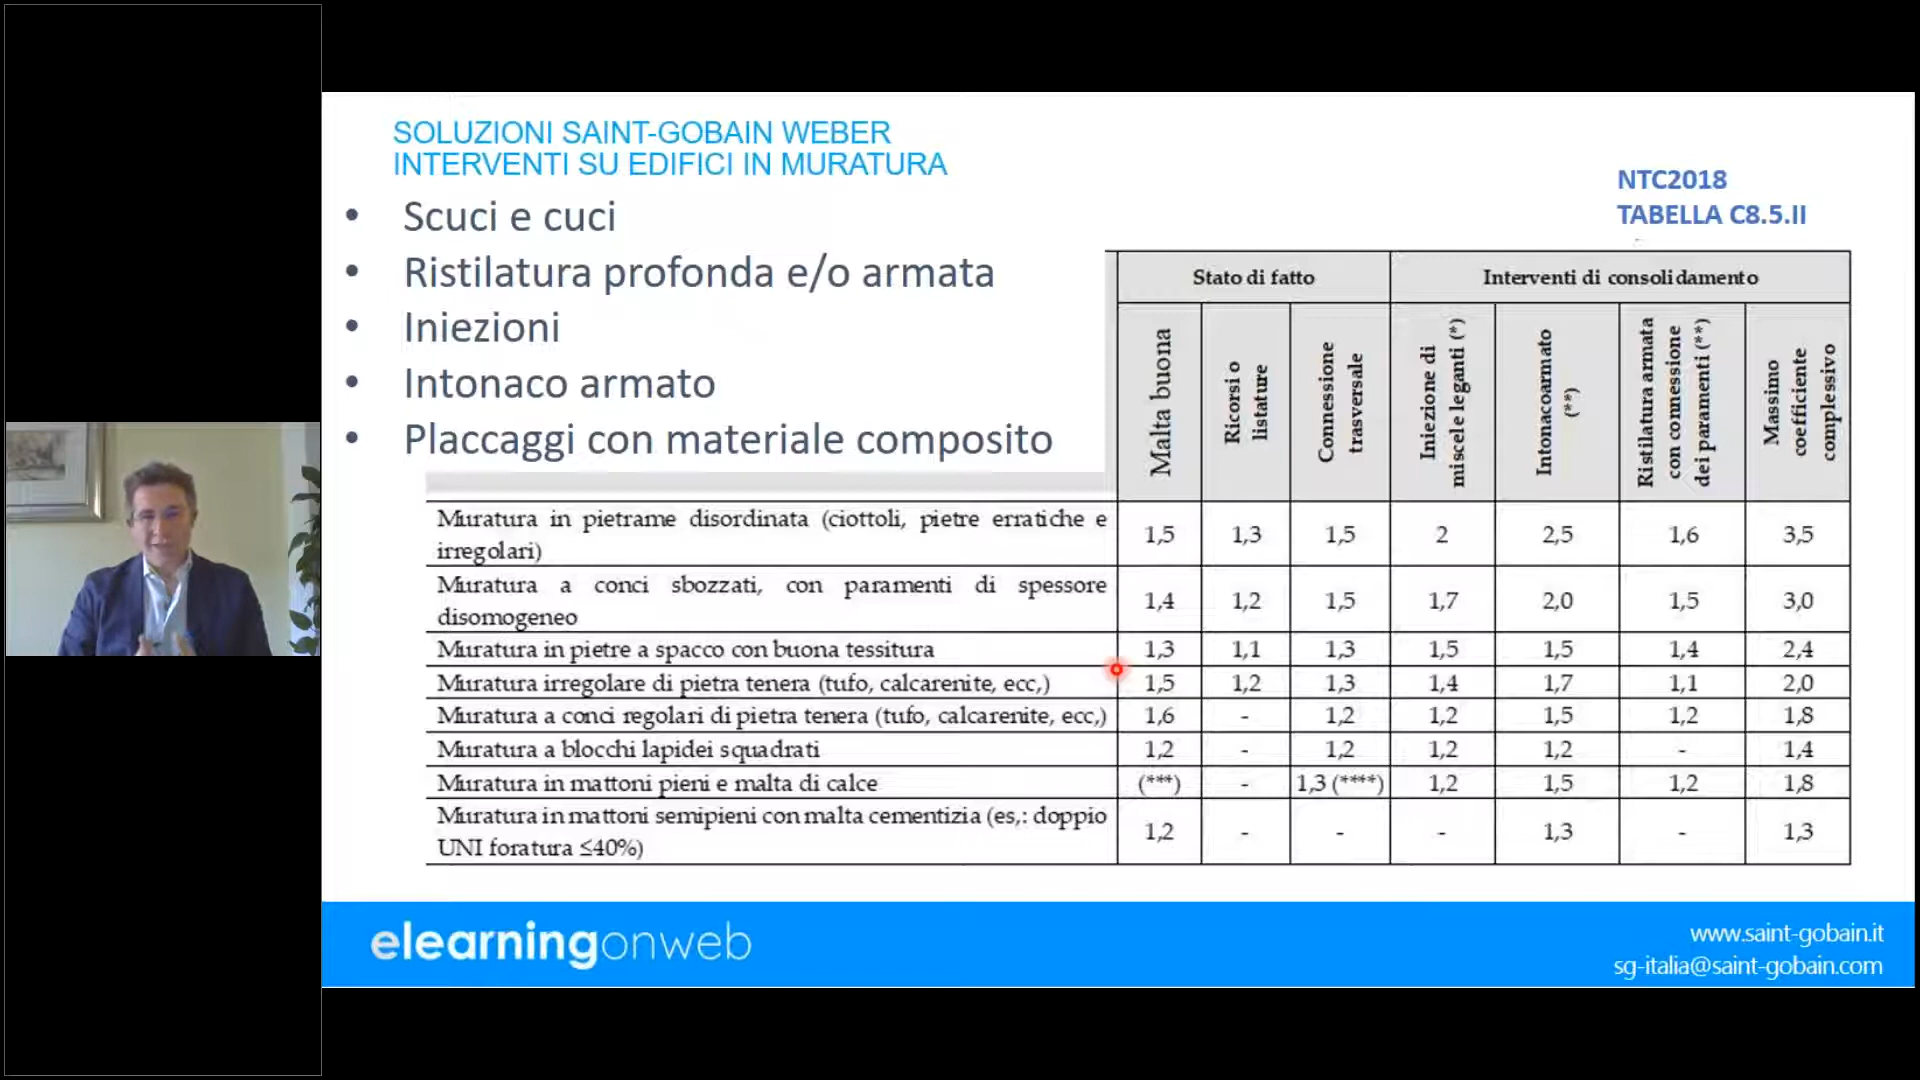 SOLUZIONI SAINT-GOBAIN WEBER
INTERVENTI SU EDIFICI IN MURATURA
• Scuci e cuci
• Ristilatura profonda e/o armata
• Iniezioni
• Intonaco armato
• Placcaggi con materiale composito
NTC2018
TABELLA C8.5.II
Stato di fatto Interventi di consolidamento
Malta buona
Ricorsi o
listature
Connessione
trasversale
Iniezione di
miscele leganti (*)
Intonacoarmato
(**)
Ristilatura armata
con connessione
dei paramenti (**)
Massimo
coefficiente
complessivo
Muratura in pietrame disordinata (ciottoli, pietre erratiche e
irregolari) 1,5 1,3 1,5 2 2,5 1,6 3,5
Muratura a conci sbozzati, con paramenti di spessore
disomogeneo 1,4 1,2 1,5 1,7 2,0 1,5 3,0
Muratura in pietre a spacco con buona tessitura 1,3 1,1 1,3 1,5 1,5 1,4 2,4
Muratura irregolare di pietra tenera (tufo, calcarenite, ecc,) 1,5 1,2 1,3 1,4 1,7 1,1 2,0
Muratura a conci regolari di pietra tenera (tufo, calcarenite, ecc,) 1,6 - 1,2 1,2 1,5 1,2 1,8
Muratura a blocchi lapidei squadrati 1,2 - 1,2 1,2 1,2 - 1,4
Muratura in mattoni pieni e malta di calce (***) - 1,3 (****) 1,2 1,5 1,2 1,8
Muratura in mattoni semipieni con malta cementizia (es,: doppio
UNI foratura ≤40%) 1,2 - - - 1,3 - 1,3
elearningonweb
www.saint-gobain.it
sg-italia@saint-gobain.com